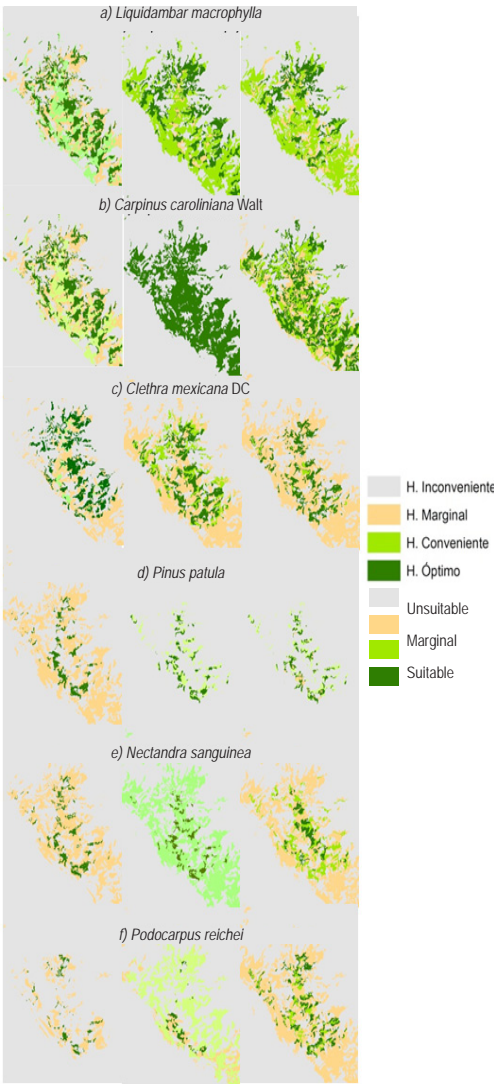 a) Liquidambar macrophylla
b) Carpinus caroliniana Walt
c) Clethra mexicana DC
H. Inconveniente
H. Marginal
H. Conveniente
H. Óptimo
Unsuitable
Marginal
Suitable
d) Pinus patula
e) Nectandra sanguinea
f) Podocarpus reichei